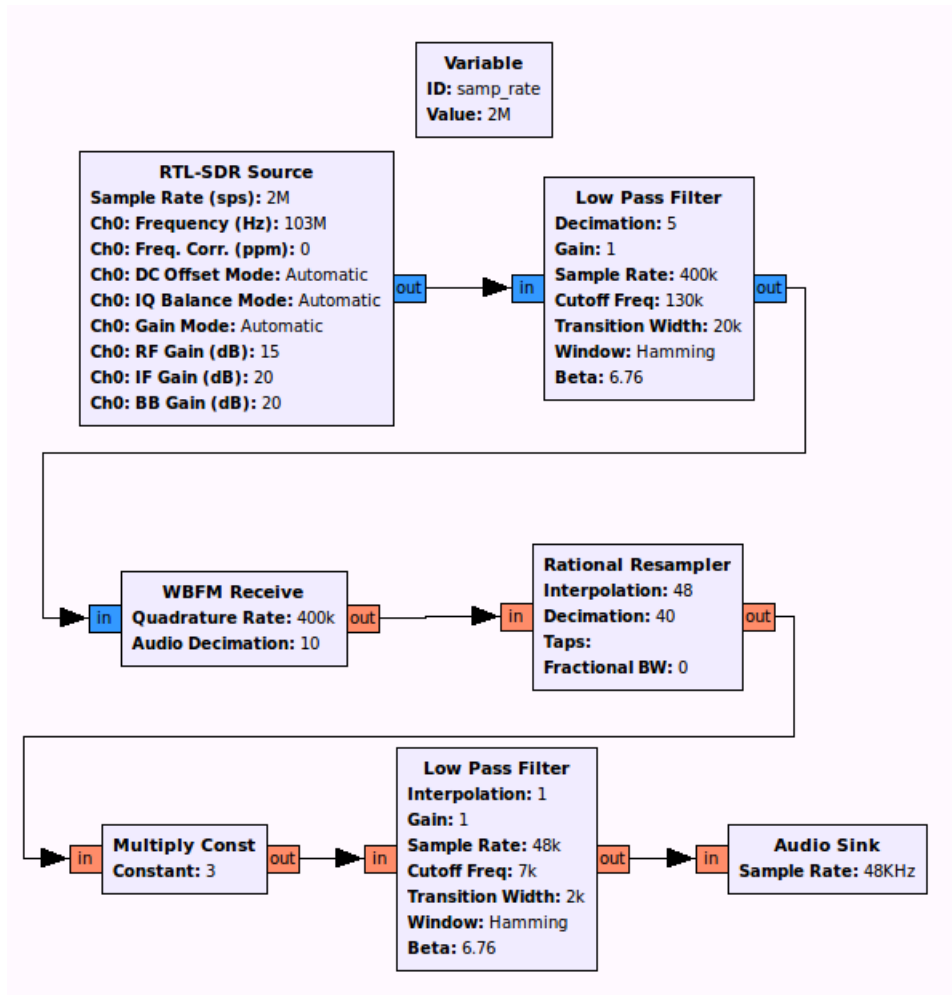 Variable
ID: samp_rate
Value: 2M
RTL-SDR Source
Sample Rate (sps): 2M
Ch0: Frequency (Hz): 103M
Ch0: Freq. Corr. (ppm): 0
Ch0: DC Offset Mode: Automatic
Ch0: IQ Balance Mode: Automatic
Ch0: Gain Mode: Automatic
Ch0: RF Gain (dB): 15
Ch0: IF Gain (dB): 20
Ch0: BB Gain (dB): 20
out
in
Low Pass Filter
Decimation: 5
Gain: 1
Sample Rate: 400k
Cutoff Freq: 130k
Transition Width: 20k
Window: Hamming
Beta: 6.76
out
in
WBFM Receive
Quadrature Rate: 400k
Audio Decimation: 10
out
in
Rational Resampler
Interpolation: 48
Decimation: 40
Taps:
Fractional BW: 0
out
in
Multiply Const
Constant: 3
out
in
Low Pass Filter
Interpolation: 1
Gain: 1
Sample Rate: 48k
Cutoff Freq: 7k
Transition Width: 2k
Window: Hamming
Beta: 6.76
out
in
Audio Sink
Sample Rate: 48KHz